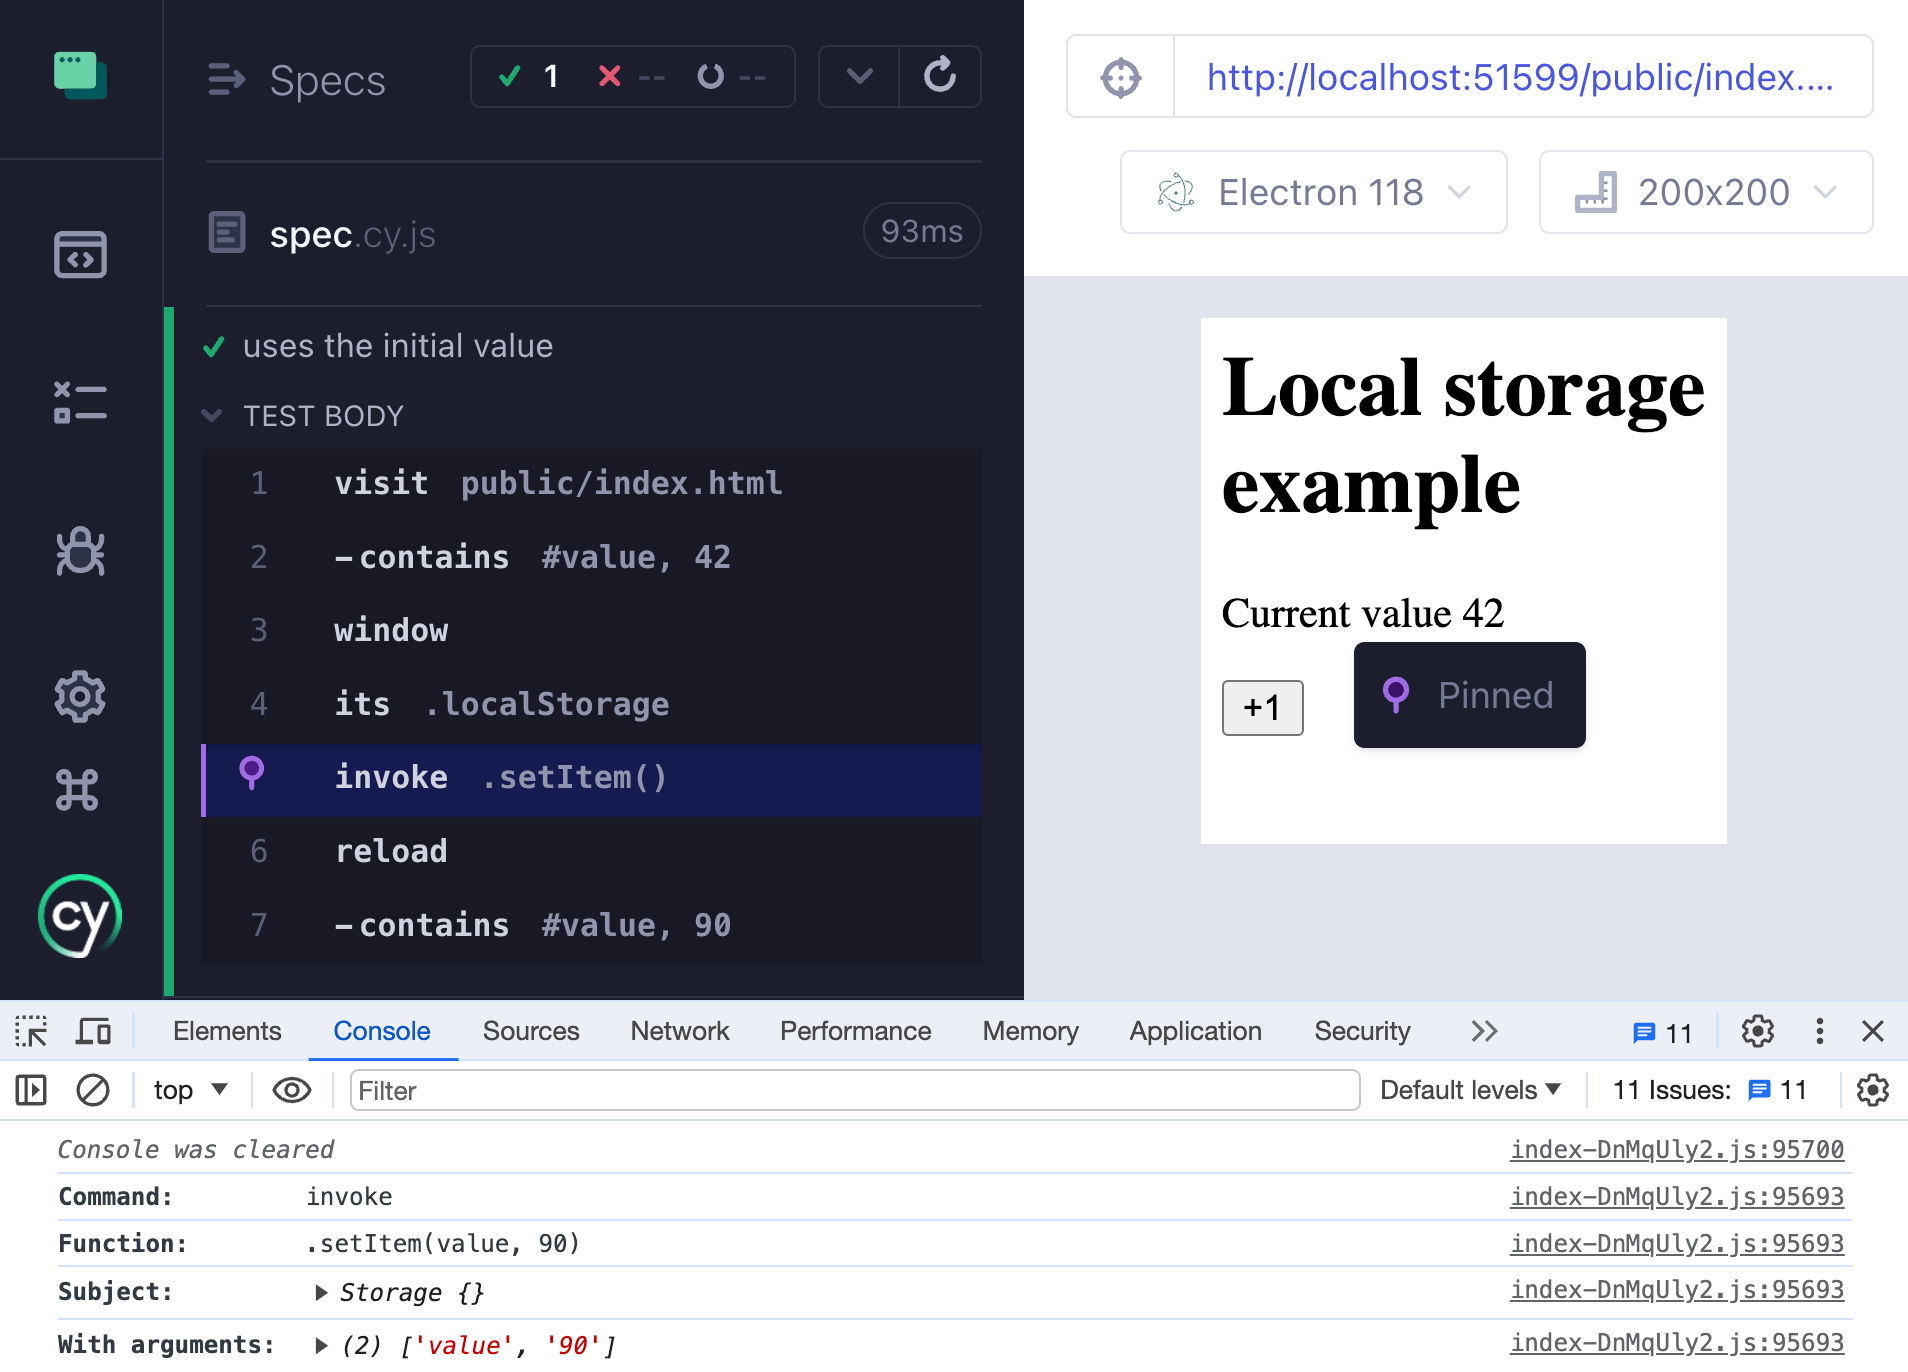 Specs
1
--
--
spec.cy.js
93ms
uses the initial value
TEST BODY
1 visit public/index.html
2 -contains #value, 42
3 window
4 its .localStorage
invoke .setItem()
6 reload
7 -contains #value, 90
cy
http://localhost:51599/public/index....
Electron 118
200x200
Local storage
example
Current value 42
+1
Pinned
Elements Console Sources Network Performance Memory Application Security 11
top Filter Default levels 11 Issues: 11
Console was cleared index-DnMqUly2.js:95700
Command: invoke index-DnMqUly2.js:95693
Function: .setItem(value, 90) index-DnMqUly2.js:95693
Subject: Storage {} index-DnMqUly2.js:95693
With arguments: (2) ['value', '90'] index-DnMqUly2.js:95693